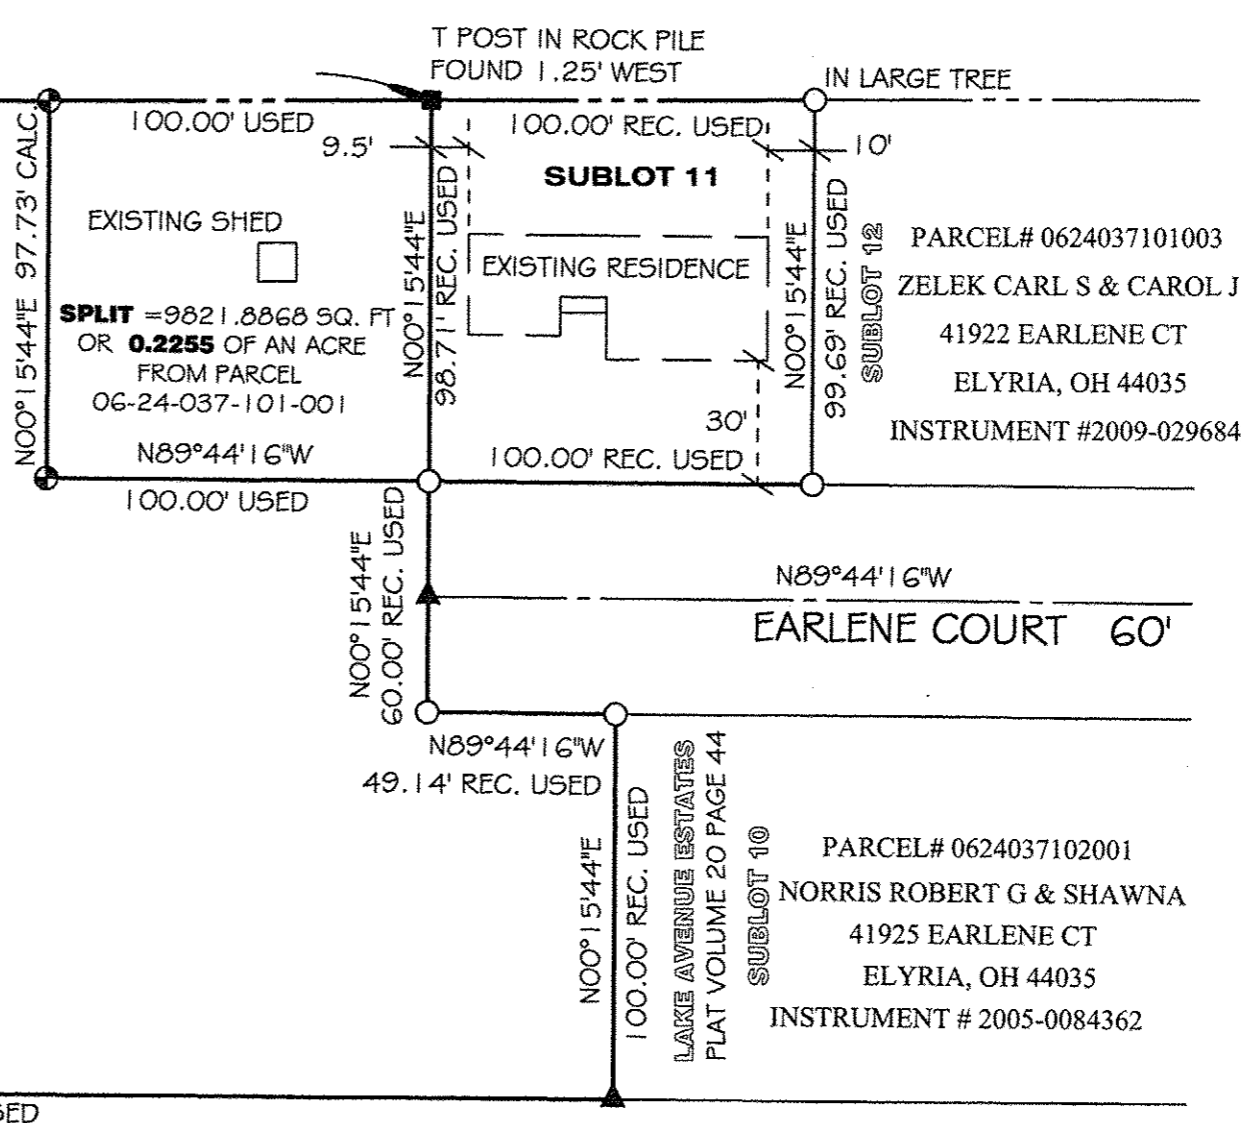 T POST IN ROCK PILE
FOUND 1.25' WEST
IN LARGE TREE
100.00' USED
100.00' REC. USED
9.5'
10'
SUBLOT 11
N00°15'44"E 97.73' CALC.
EXISTING SHED
N00°15'44"E
98.71' REC. USED
EXISTING RESIDENCE
N00°15'44"E
99.69' REC. USED
SUBLOT 12
PARCEL# 0624037101003
ZELEK CARL S & CAROL J
41922 EARLENE CT
ELYRIA, OH 44035
INSTRUMENT #2009-029684
SPLIT =9821.8868 SQ. FT
OR 0.2255 OF AN ACRE
FROM PARCEL
06-24-037-101-001
30'
N89°44'16"W
100.00' REC. USED
100.00' USED
N00°15'44"E
60.00' REC. USED
N89°44'16"W
EARLENE COURT 60'
N89°44'16"W
49.14' REC. USED
N00°15'44"E
100.00' REC. USED
LAKE AVENUE ESTATES
PLAT VOLUME 20 PAGE 44
SUBLOT 10
PARCEL# 0624037102001
NORRIS ROBERT G & SHAWNA
41925 EARLENE CT
ELYRIA, OH 44035
INSTRUMENT # 2005-0084362